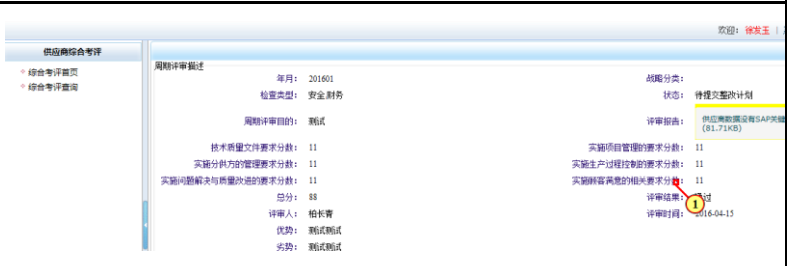 欢迎：徐发玉 |
供应商综合考评
综合考评首页
综合考评查询
周期评审描述
年月： 201601 战略分类：
检查类型： 安全,财务 状态： 待提交整改计划
周期评审目的： 测试 评审报告： 供应商数据没有SAP关键
(81.71KB)
技术质量文件要求分数： 11 实施项目管理的要求分数： 11
实施分供方的管理要求分数： 11 实施生产过程控制的要求分数： 11
实施问题解决与质量改进的要求分数： 11 实施顾客满意的相关要求分数： 11
总分： 88 评审结果： 通过
1
评审人： 柏长青 评审时间： 2016-04-15
优势： 测试测试
劣势： 测试测试